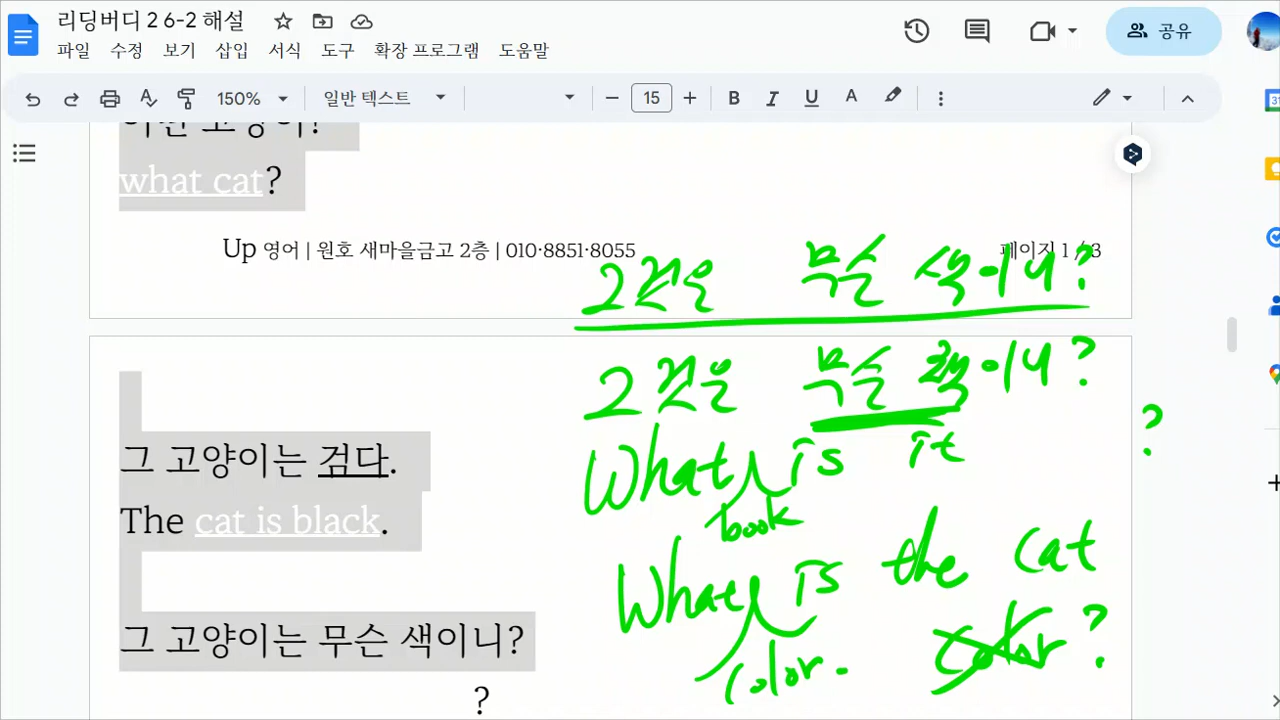 리딩버디 2 6-2 해설
파일 수정 보기 삽입 서식 도구 확장 프로그램 도움말
공유
150% 일반 텍스트 15 B I U A
어떤 고양이?
what cat?
Up 영어 | 원호 새마을금고 2층 | 010·8851·8055
페이지 1 / 3
그것은 무슨 색이니?
그것은 무슨 책이니?
What is it ?
book
그 고양이는 검다.
The cat is black.
What is the cat
color. color ?
그 고양이는 무슨 색이니?
?